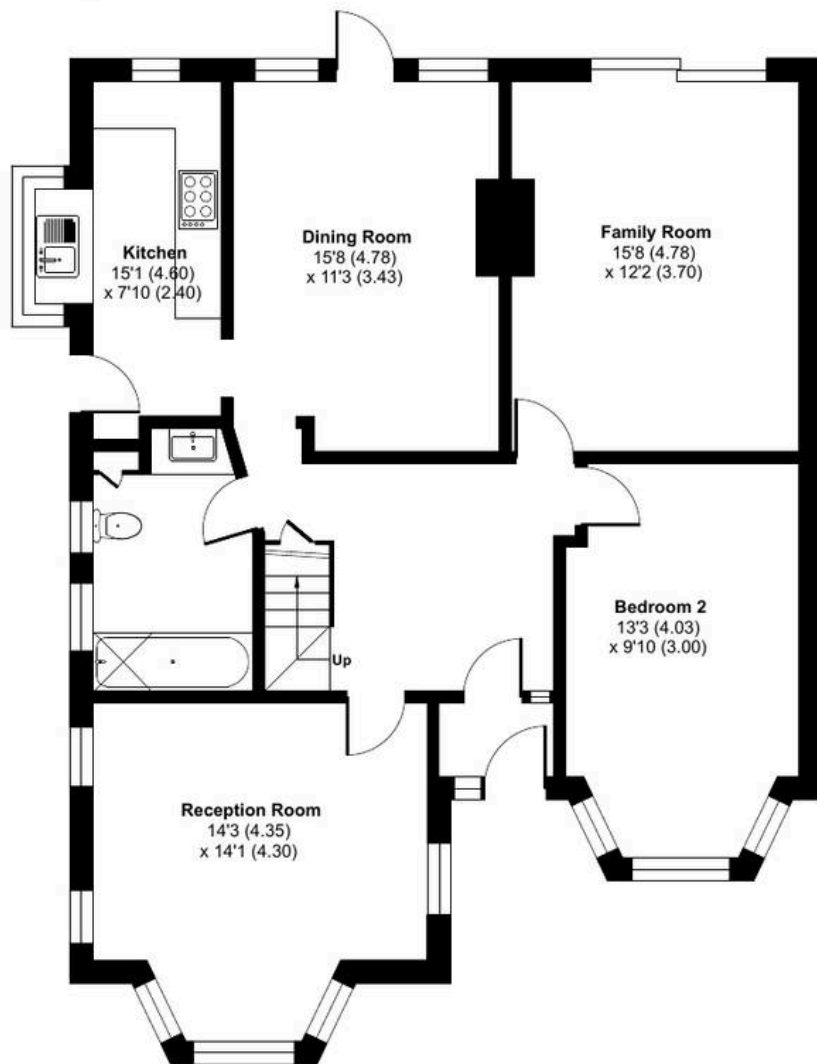 Kitchen
15'1 (4.60)
x 7'10 (2.40)
Dining Room
15'8 (4.78)
x 11'3 (3.43)
Family Room
15'8 (4.78)
x 12'2 (3.70)
Bedroom 2
13'3 (4.03)
x 9'10 (3.00)
Up
Reception Room
14'3 (4.35)
x 14'1 (4.30)